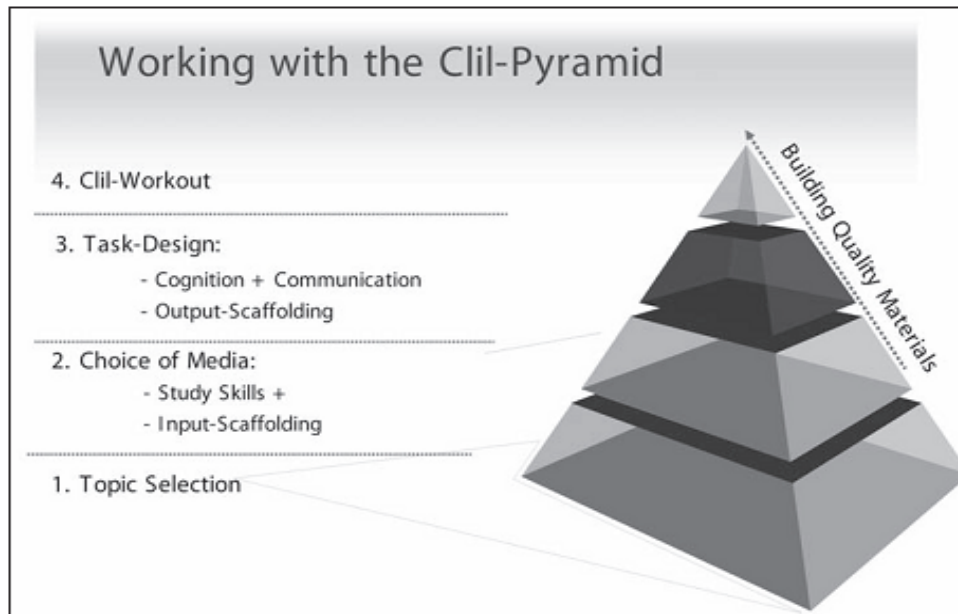 Working with the Clil-Pyramid
4. Clil-Workout
3. Task-Design:
- Cognition + Communication
- Output-Scaffolding
2. Choice of Media:
- Study Skills +
- Input-Scaffolding
1. Topic Selection
Building Quality Materials